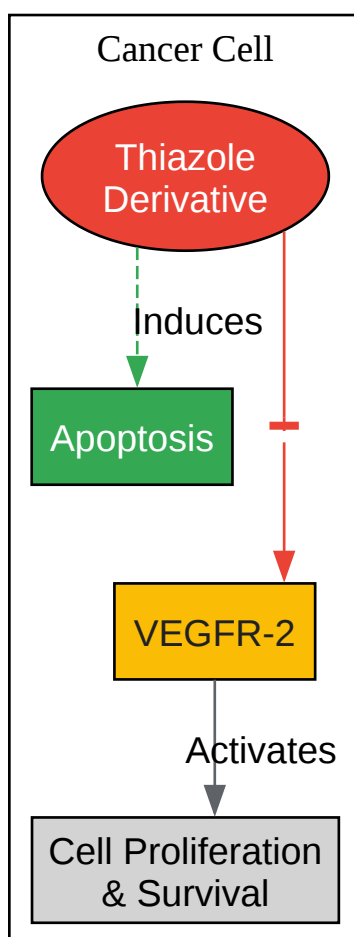 Cancer Cell
Thiazole
Derivative
Induces
Apoptosis
VEGFR-2
Activates
Cell Proliferation
& Survival